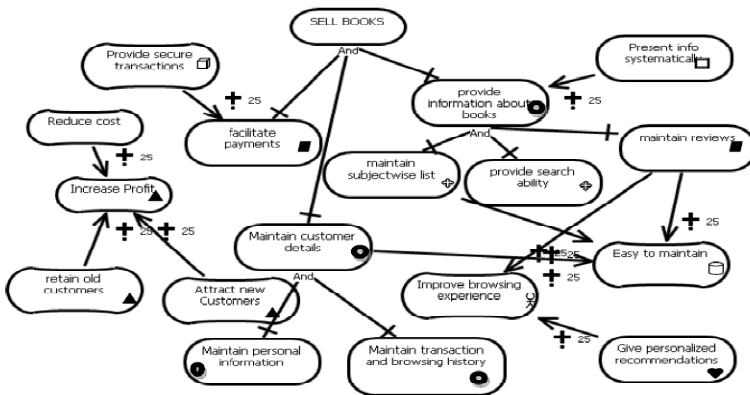 SELL BOOKS
And
Provide secure
transactions
Present info
systematically
25
provide
information about
books
25
Reduce cost
facilitate
payments
And
maintain reviews
25
maintain
subjectwise list
provide search
ability
Increase Profit
25
25
25
Maintain customer
details
25
25
25
Easy to maintain
And
retain old
customers
Attract new
Customers
Improve browsing
experience
25
Maintain personal
information
Maintain transaction
and browsing history
Give personalized
recommendations